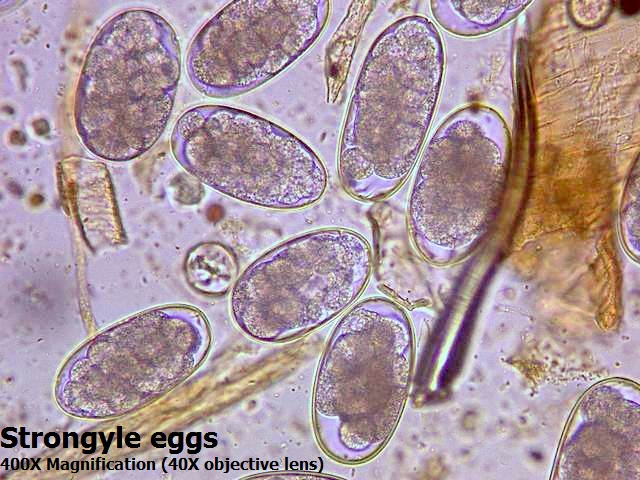 Strongyle eggs
400X Magnification (40X objective lens)